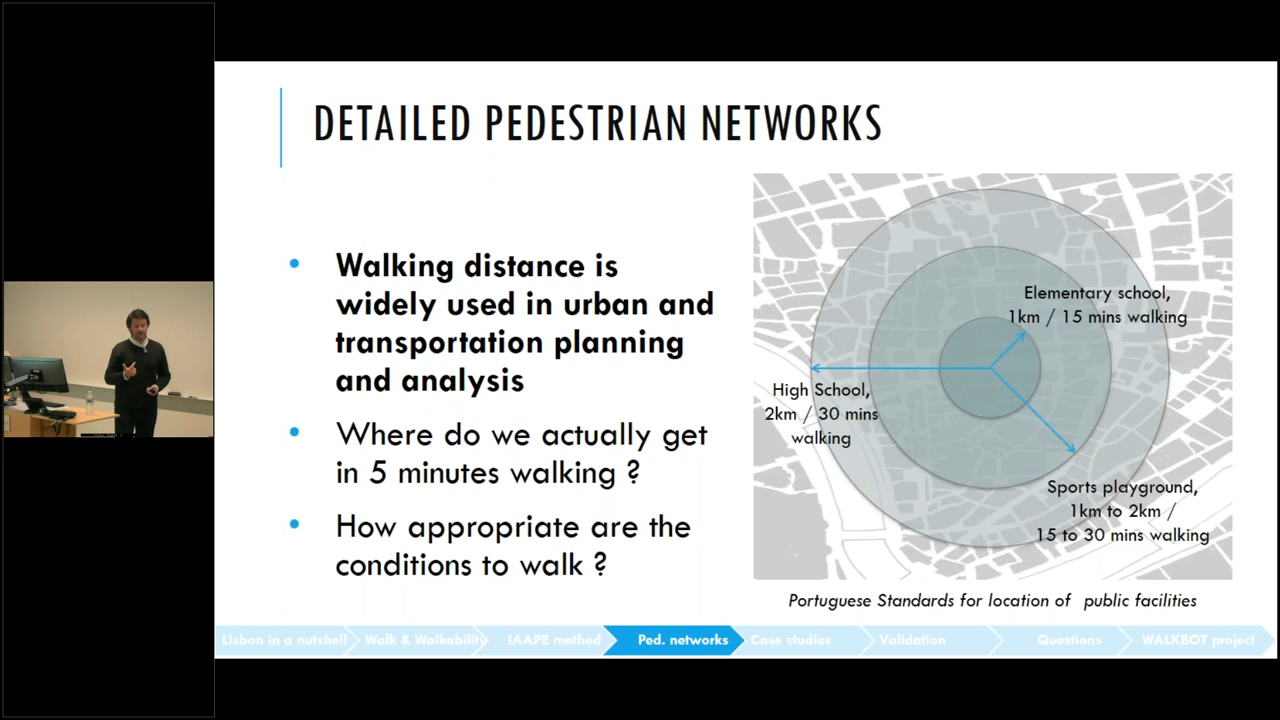 DETAILED PEDESTRIAN NETWORKS
• Walking distance is
widely used in urban and
transportation planning
and analysis
• Where do we actually get
in 5 minutes walking ?
• How appropriate are the
conditions to walk ?
Elementary school,
1km / 15 mins walking
High School,
2km / 30 mins
walking
Sports playground,
1km to 2km /
15 to 30 mins walking
Portuguese Standards for location of public facilities
Lisbon in a nutshell
Walk & Walkability
IAAPE method
Ped. networks
Case studies
Validation
Questions
WALKBOT project